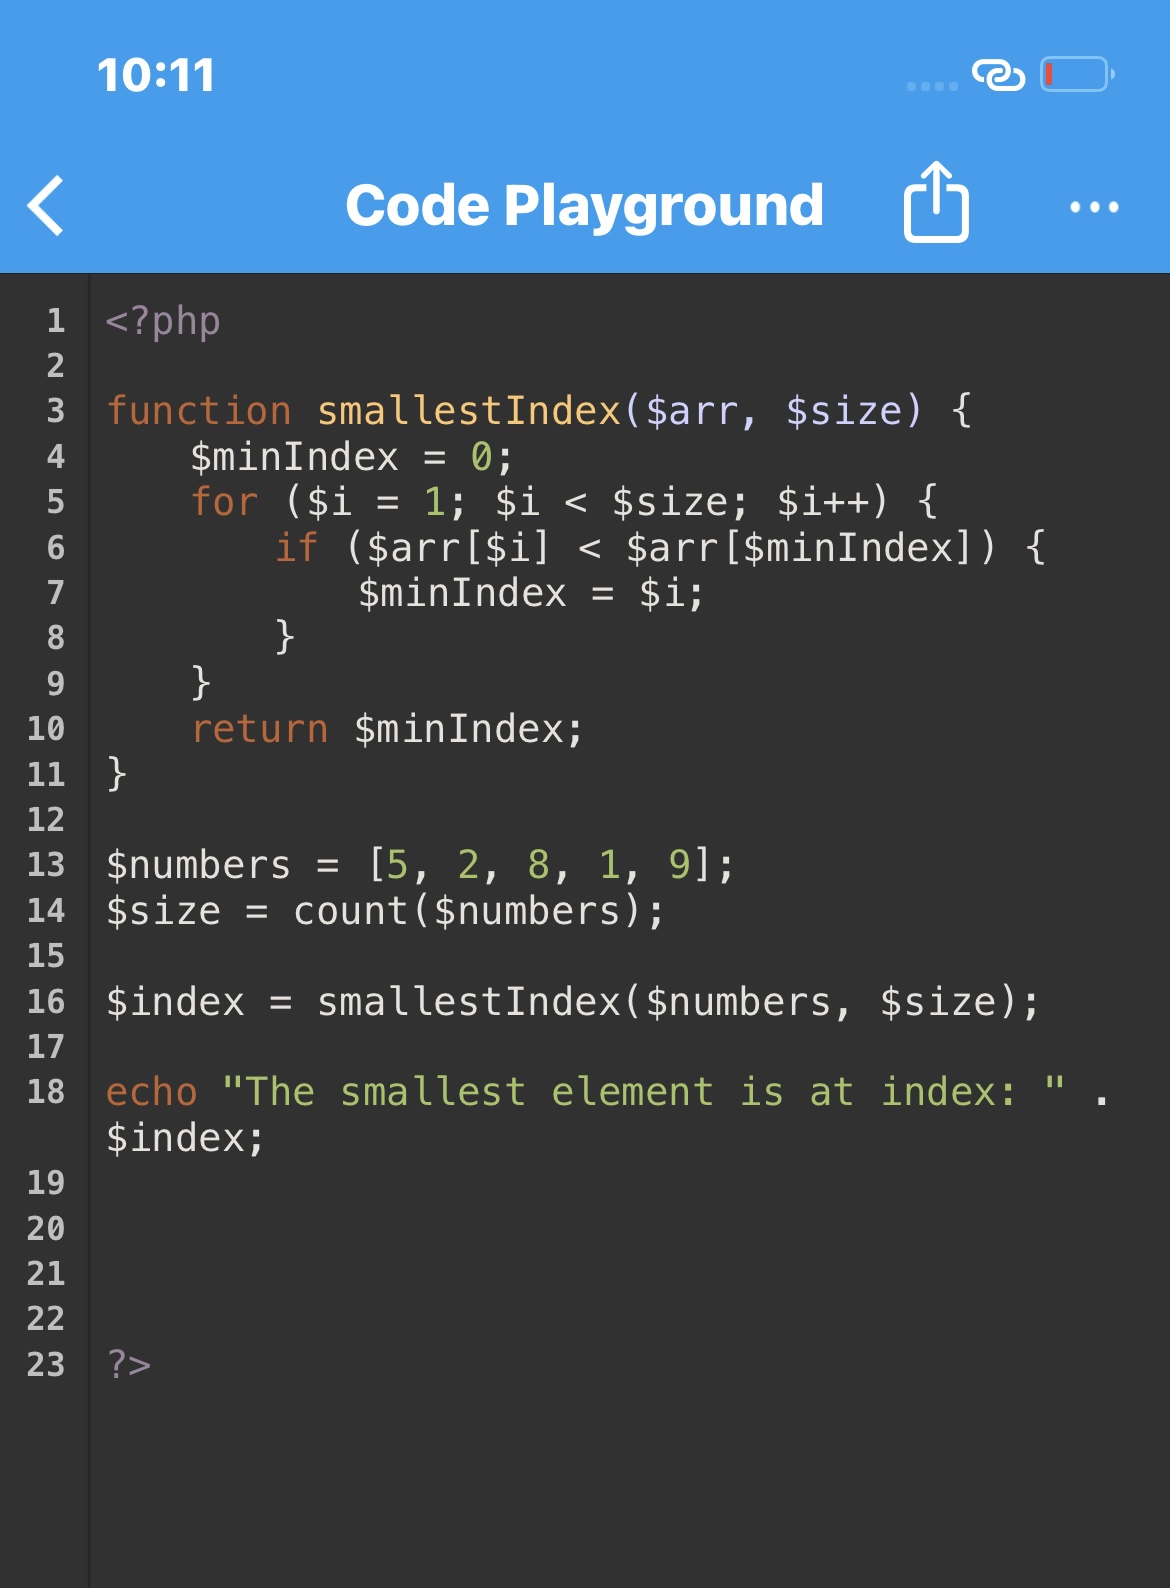 10:11
Code Playground
1 <?php
2
3 function smallestIndex($arr, $size) {
4     $minIndex = 0;
5     for ($i = 1; $i < $size; $i++) {
6         if ($arr[$i] < $arr[$minIndex]) {
7             $minIndex = $i;
8         }
9     }
10     return $minIndex;
11 }
12
13 $numbers = [5, 2, 8, 1, 9];
14 $size = count($numbers);
15
16 $index = smallestIndex($numbers, $size);
17
18 echo "The smallest element is at index: " .
$index;
19
20
21
22
23 ?>